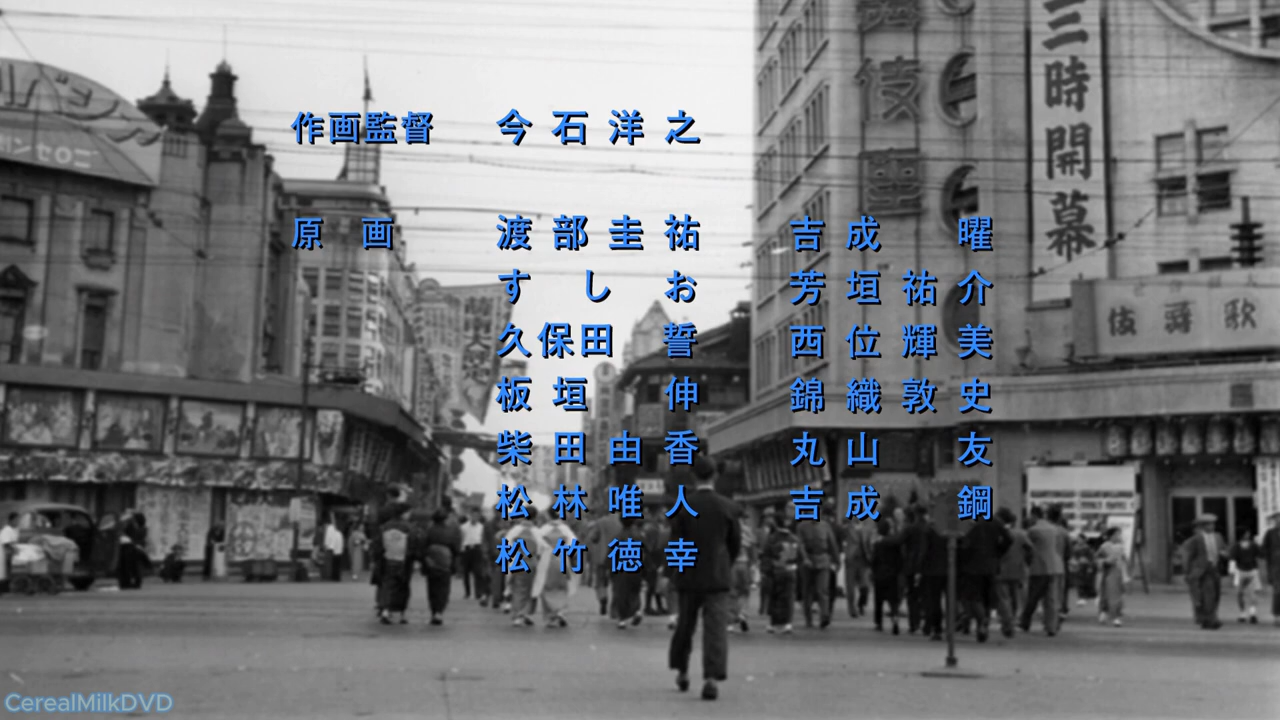 作画監督 今石洋之
原画 渡部圭祐 吉成 曜
すしお 芳垣祐介
久保田 誓 西位輝美
板垣 伸 錦織敦史
柴田由香 丸山 友
松林唯人 吉成 鋼
松竹徳幸
三時開幕
伎座
伎舞歌
CerealMilkDVD